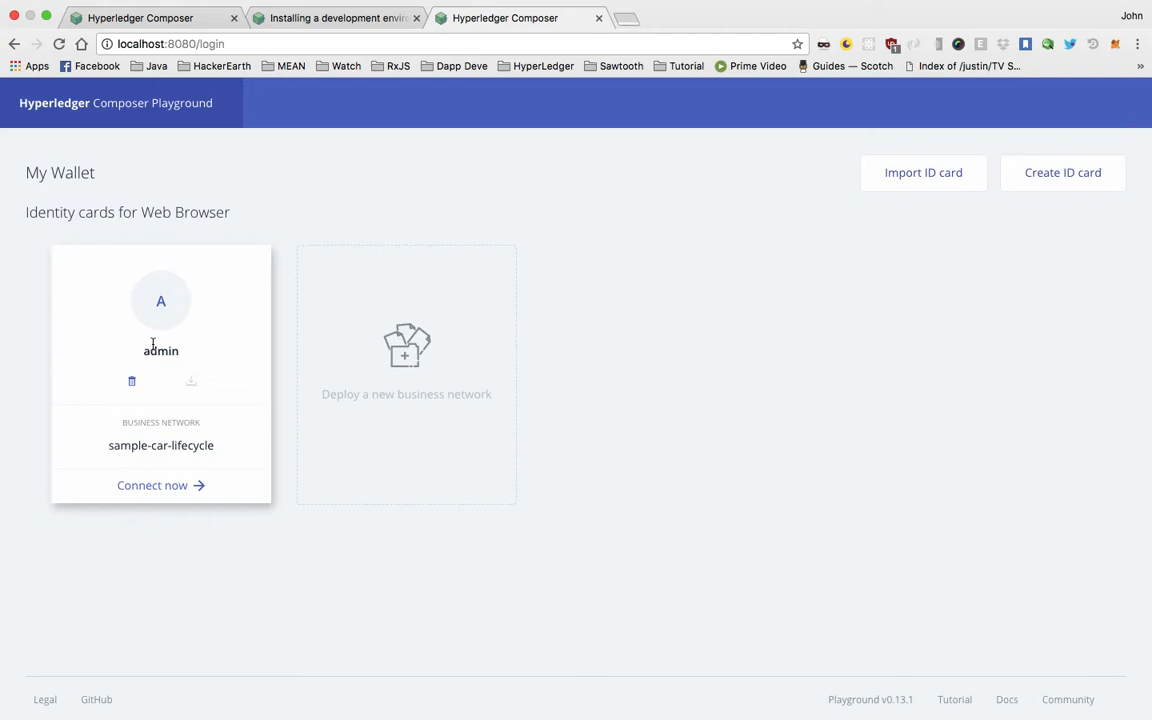 Hyperledger Composer
Installing a development enviro
Hyperledger Composer
John
localhost:8080/login
1
Apps
Facebook
Java
HackerEarth
MEAN
Watch
RxJS
Dapp Deve
HyperLedger
Sawtooth
Tutorial
Prime Video
Guides — Scotch
Index of /justin/TV S...
»
Hyperledger Composer Playground
My Wallet
Import ID card
Create ID card
Identity cards for Web Browser
A
admin
BUSINESS NETWORK
sample-car-lifecycle
Connect now
Deploy a new business network
Legal
GitHub
Playground v0.13.1
Tutorial
Docs
Community